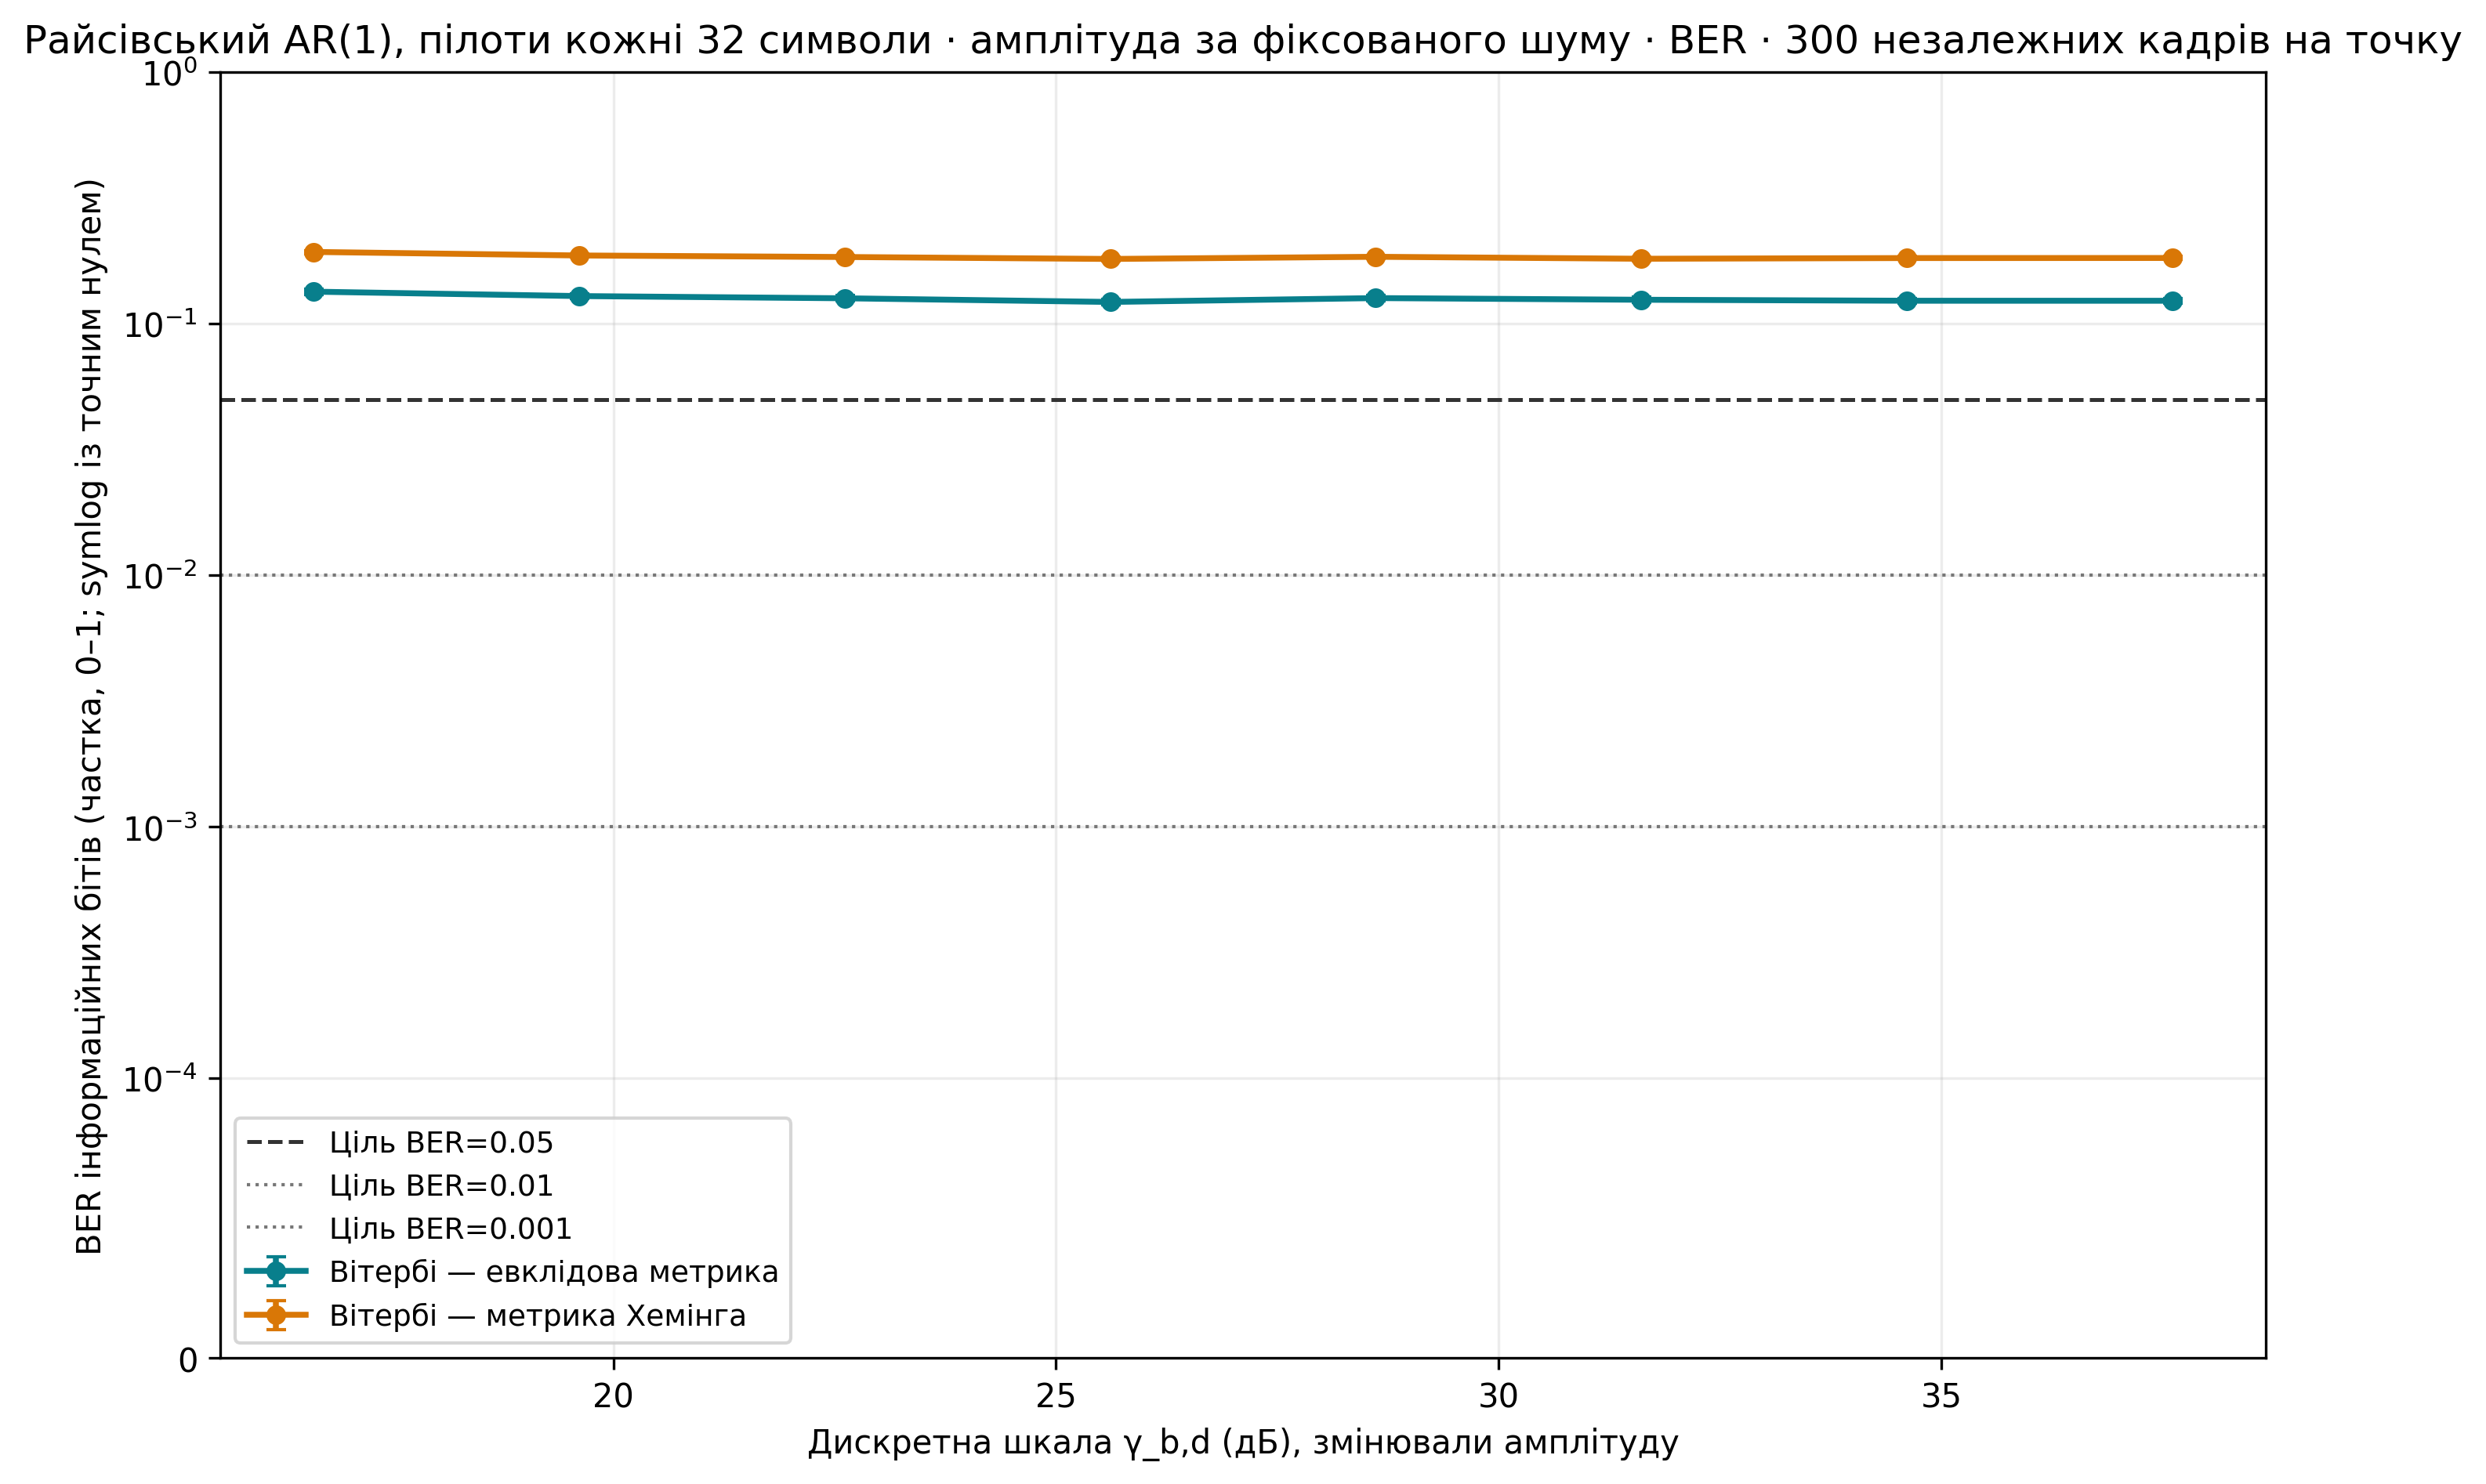 Райсівський AR(1), пілоти кожні 32 символи · амплітуда за фіксованого шуму · BER · 300 незалежних кадрів на точку
BER інформаційних бітів (частка, 0–1; symlog із точним нулем)
10⁰
10⁻¹
10⁻²
10⁻³
10⁻⁴
0
Ціль BER=0.05
Ціль BER=0.01
Ціль BER=0.001
Вітербі — евклідова метрика
Вітербі — метрика Хемінга
20 25 30 35
Дискретна шкала γ_b,d (дБ), змінювали амплітуду